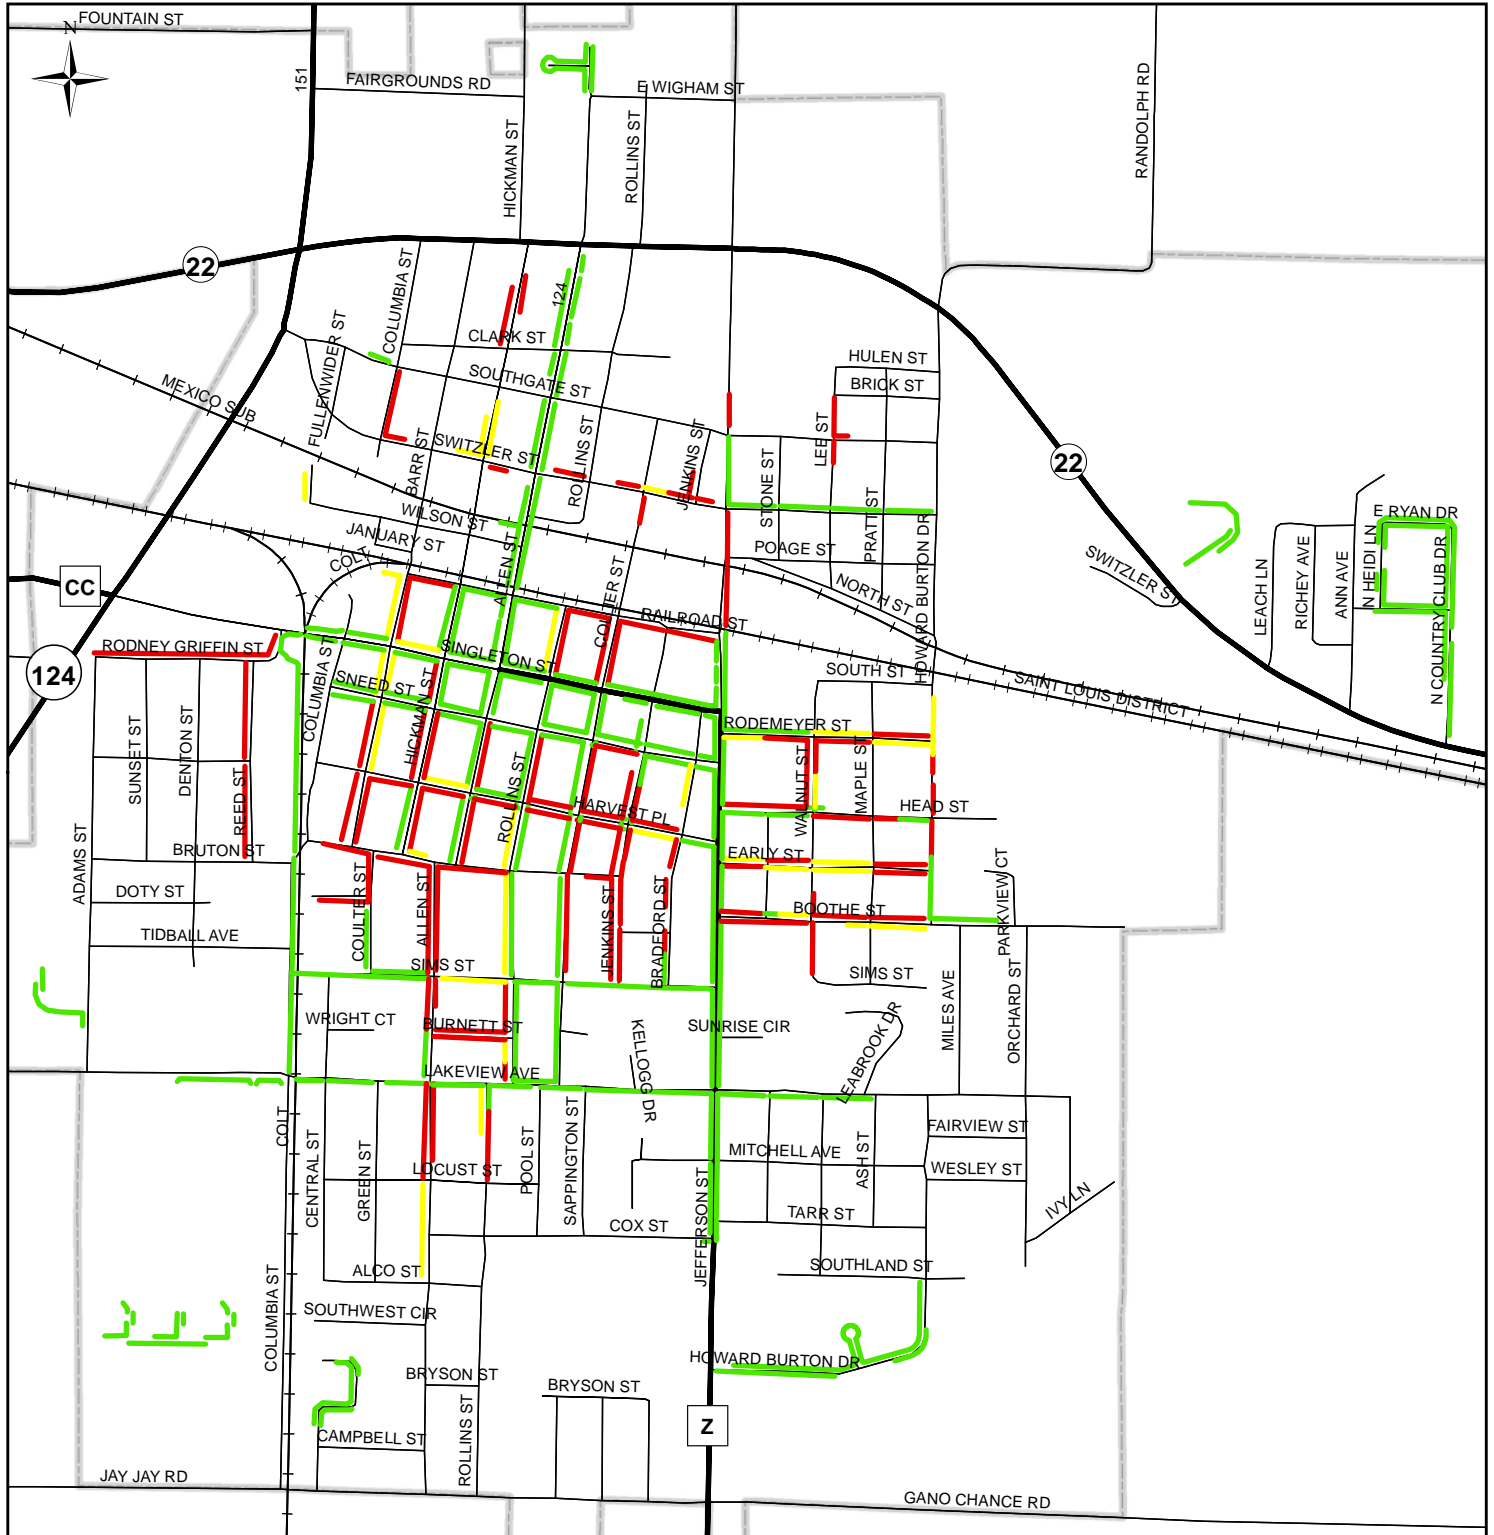 FOUNTAIN ST
N
151
FAIRGROUNDS RD
E WIGHAM ST
HICKMAN ST
ROLLINS ST
RANDOLPH RD
22
COLUMBIA ST
124
FULLENWIDER ST
CLARK ST
HULEN ST
BRICK ST
MEXICO SUB
SOUTHGATE ST
LEE ST
SWITZLER ST
BARR ST
ROLLINS ST
JENKINS ST
STONE ST
22
PRATT ST
WILSON ST
JANUARY ST
COLT
ALLEN ST
POAGE ST
NORTH ST
HOWARD BURTON DR
SWITZLER ST
E RYAN DR
LEACH LN
RICHEY AVE
ANN AVE
N HEIDI LN
N COUNTRY CLUB DR
CC
COLLIER ST
RAILROAD ST
RODNEY GRIFFIN ST
124
SINGLETON ST
SNEED ST
COLUMBIA ST
HICKMAN ST
SOUTH ST
SAINT LOUIS DISTRICT
RODEMEYER ST
SUNSET ST
DENTON ST
REED ST
ROLLINS ST
HARVEST PL
WALNUT ST
MAPLE ST
HEAD ST
ADAMS ST
BRUTON ST
EARLY ST
DOTY ST
COULTER ST
ALLEN ST
JENKINS ST
BRADFORD ST
BOOTHE ST
PARKVIEW CT
TIDBALL AVE
SIMS ST
SIMS ST
MILES AVE
ORCHARD ST
WRIGHT CT
BURNETT ST
KELLOGG DR
SUNRISE CIR
LEABROOK DR
LAKEVIEW AVE
COLT
CENTRAL ST
GREEN ST
LOCUST ST
POOL ST
SAPPINGTON ST
MITCHELL AVE
ASH ST
FAIRVIEW ST
WESLEY ST
IVY LN
COX ST
JEFFERSON ST
TARR ST
ALCO ST
SOUTHLAND ST
COLUMBIA ST
SOUTHWEST CIR
HOWARD BURTON DR
BRYSON ST
BRYSON ST
ROLLINS ST
Z
CAMPBELL ST
JAY JAY RD
GANO CHANCE RD